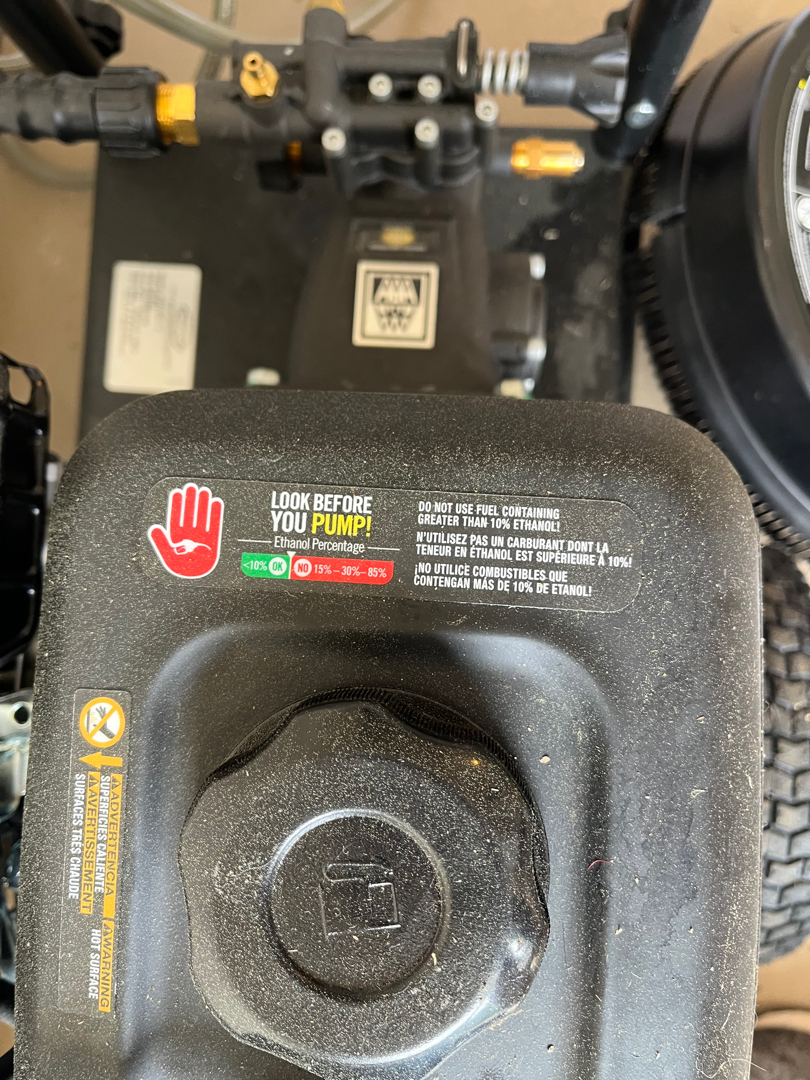 LOOK BEFORE
YOU PUMP!
Ethanol Percentage
<10% OK NO 15% – 30% – 85%
DO NOT USE FUEL CONTAINING
GREATER THAN 10% ETHANOL!
N'UTILISEZ PAS UN CARBURANT DONT LA
TENEUR EN ÉTHANOL EST SUPÉRIEURE À 10%!
¡NO UTILICE COMBUSTIBLES QUE
CONTENGAN MÁS DE 10% DE ETANOL!
ADVERTENCIA
SUPERFICIES CALIENTE
AVERTISSEMENT
SURFACES TRÈS CHAUDE
WARNING
HOT SURFACE